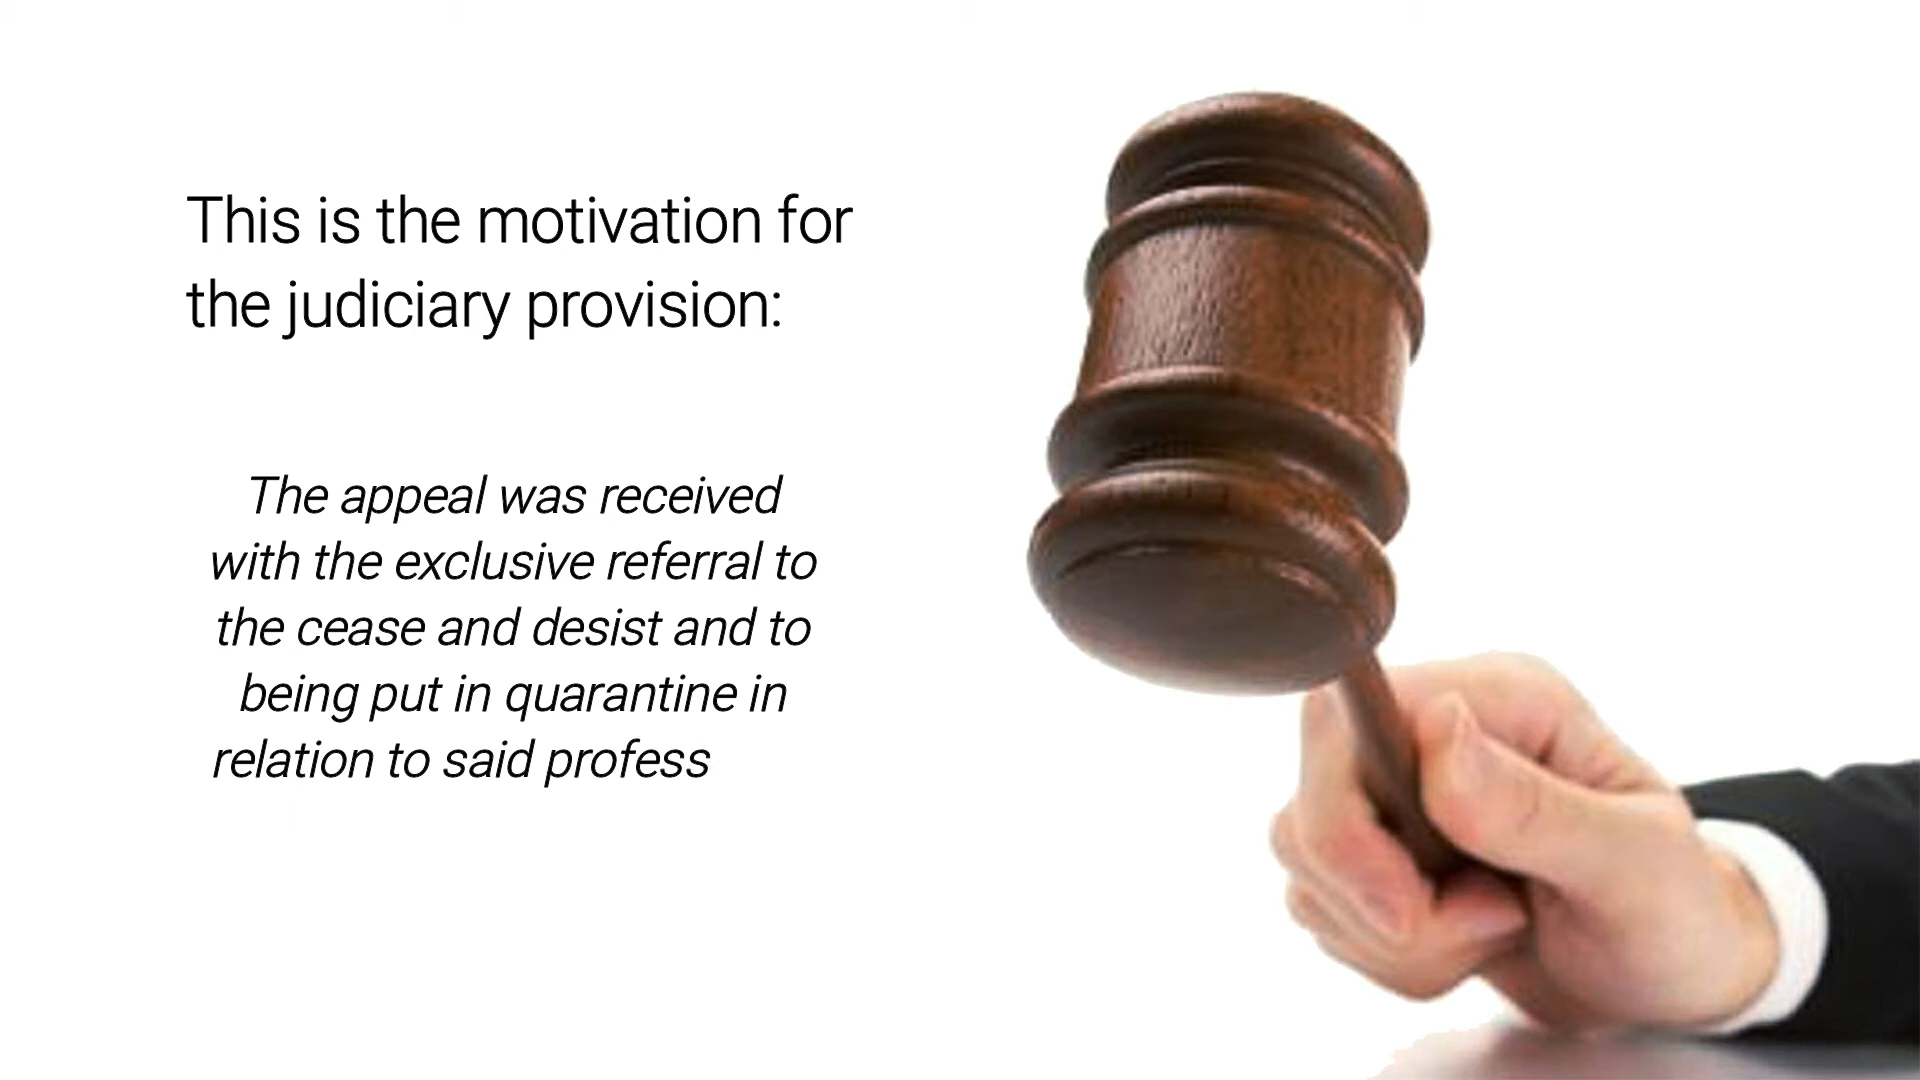 This is the motivation for
the judiciary provision:
The appeal was received
with the exclusive referral to
the cease and desist and to
being put in quarantine in
relation to said profess